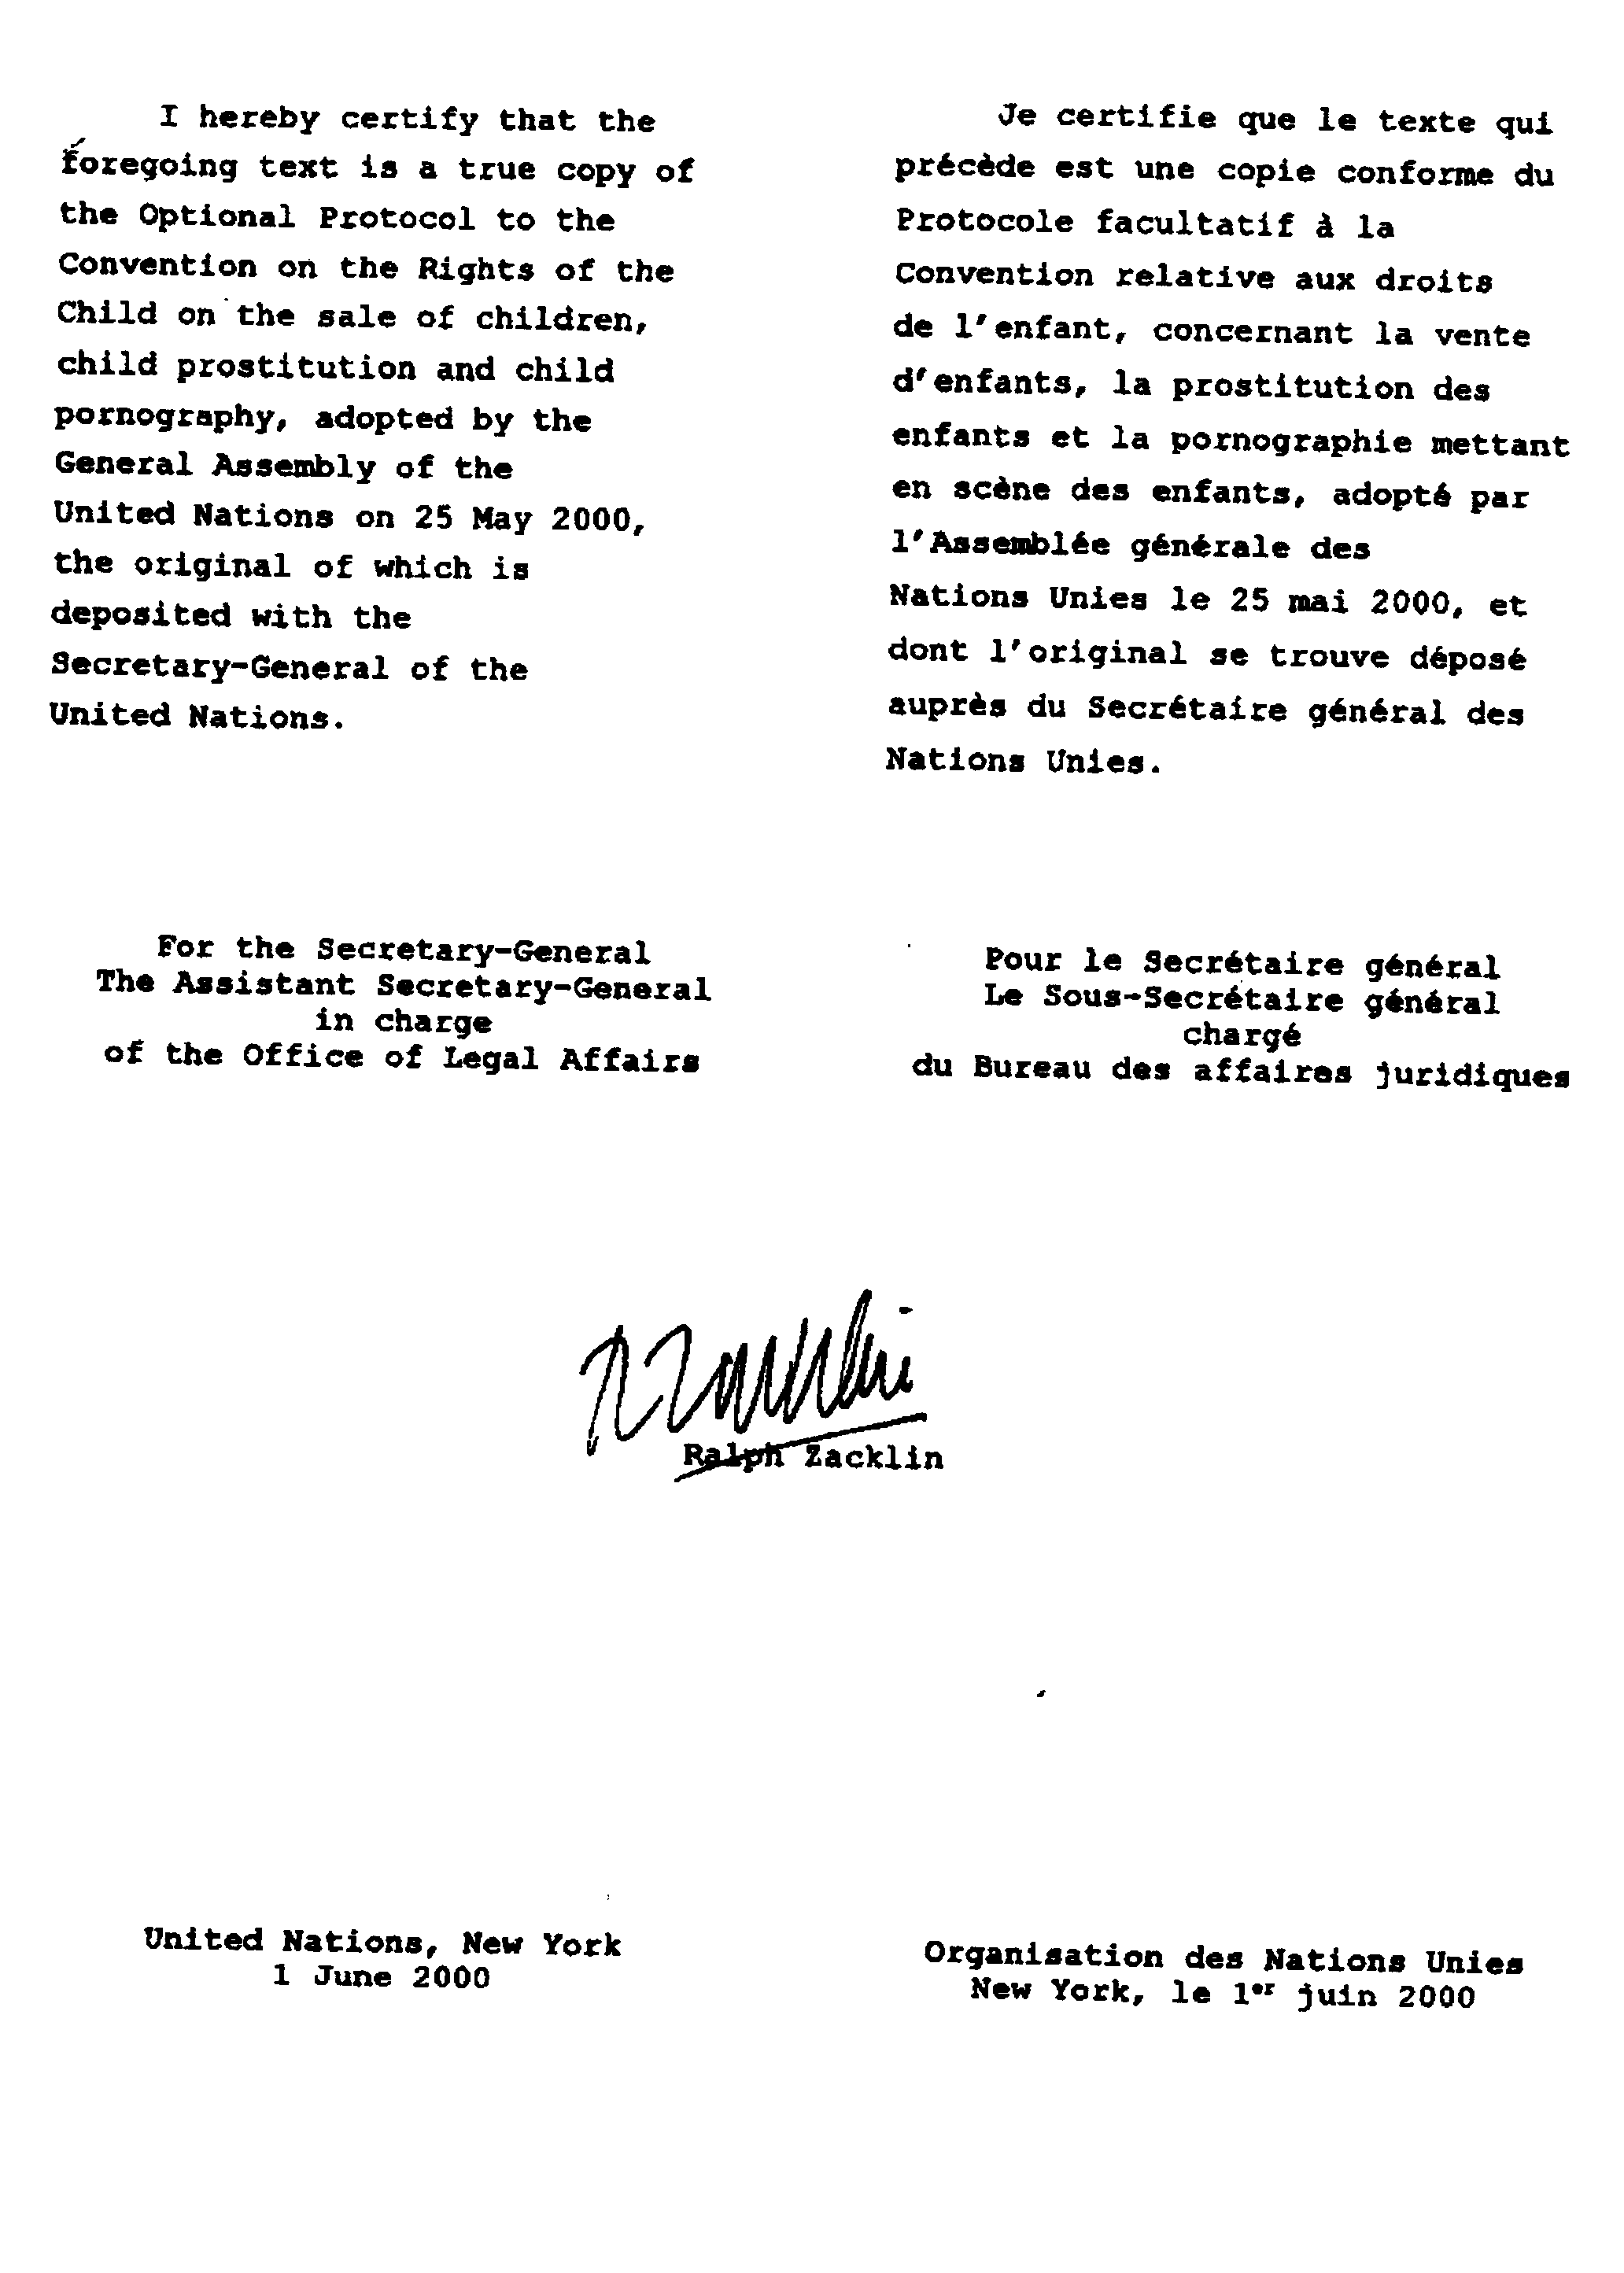 I hereby certify that the
foregoing text is a true copy of
the Optional Protocol to the
Convention on the Rights of the
Child on the sale of children,
child prostitution and child
pornography, adopted by the
General Assembly of the
United Nations on 25 May 2000,
the original of which is
deposited with the
Secretary-General of the
United Nations.
Je certifie que le texte qui
précède est une copie conforme du
Protocole facultatif à la
Convention relative aux droits
de l'enfant, concernant la vente
d'enfants, la prostitution des
enfants et la pornographie mettant
en scène des enfants, adopté par
l'Assemblée générale des
Nations Unies le 25 mai 2000, et
dont l'original se trouve déposé
auprès du Secrétaire général des
Nations Unies.
For the Secretary-General
The Assistant Secretary-General
in charge
of the Office of Legal Affairs
Pour le Secrétaire général
Le Sous-Secrétaire général
chargé
du Bureau des affaires juridiques
R Zacklin
Ralph Zacklin
United Nations, New York
1 June 2000
Organisation des Nations Unies
New York, le 1er juin 2000